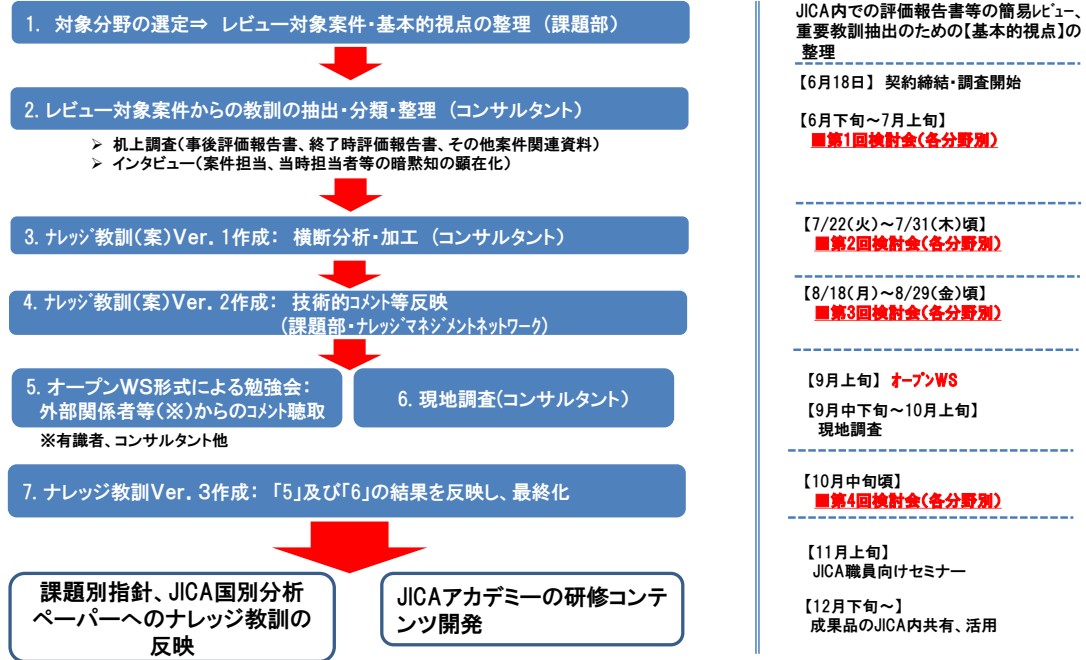 1. 対象分野の選定⇒ レビュー対象案件・基本的視点の整理 (課題部)
2. レビュー対象案件からの教訓の抽出・分類・整理 (コンサルタント)
➢ 机上調査(事後評価報告書、終了時評価報告書、その他案件関連資料)
➢ インタビュー(案件担当、当時担当者等の暗黙知の顕在化)
3. ﾅﾚｯｼﾞ教訓(案)Ver. 1作成: 横断分析・加工 (コンサルタント)
4. ﾅﾚｯｼﾞ教訓(案)Ver. 2作成: 技術的ｺﾒﾝﾄ等反映
(課題部・ﾅﾚｯｼﾞﾏﾈｼﾞﾒﾝﾄﾈｯﾄﾜｰｸ)
5. オープンWS形式による勉強会:
外部関係者等(※)からのｺﾒﾝﾄ聴取
※有識者、コンサルタント他
6. 現地調査(コンサルタント)
7. ナレッジ教訓Ver. 3作成: 「5」及び「6」の結果を反映し、最終化
課題別指針、JICA国別分析
ペーパーへのナレッジ教訓の
反映
JICAアカデミーの研修コンテ
ンツ開発
JICA内での評価報告書等の簡易ﾚﾋﾞｭｰ、
重要教訓抽出のための【基本的視点】の
整理
【6月18日】 契約締結・調査開始
【6月下旬～7月上旬】
■第1回検討会(各分野別)
【7/22(火)～7/31(木)頃】
■第2回検討会(各分野別)
【8/18(月)～8/29(金)頃】
■第3回検討会(各分野別)
【9月上旬】 ｵｰﾌﾟﾝWS
【9月中下旬～10月上旬】
現地調査
【10月中旬頃】
■第4回検討会(各分野別)
【11月上旬】
JICA職員向けセミナー
【12月下旬～】
成果品のJICA内共有、活用